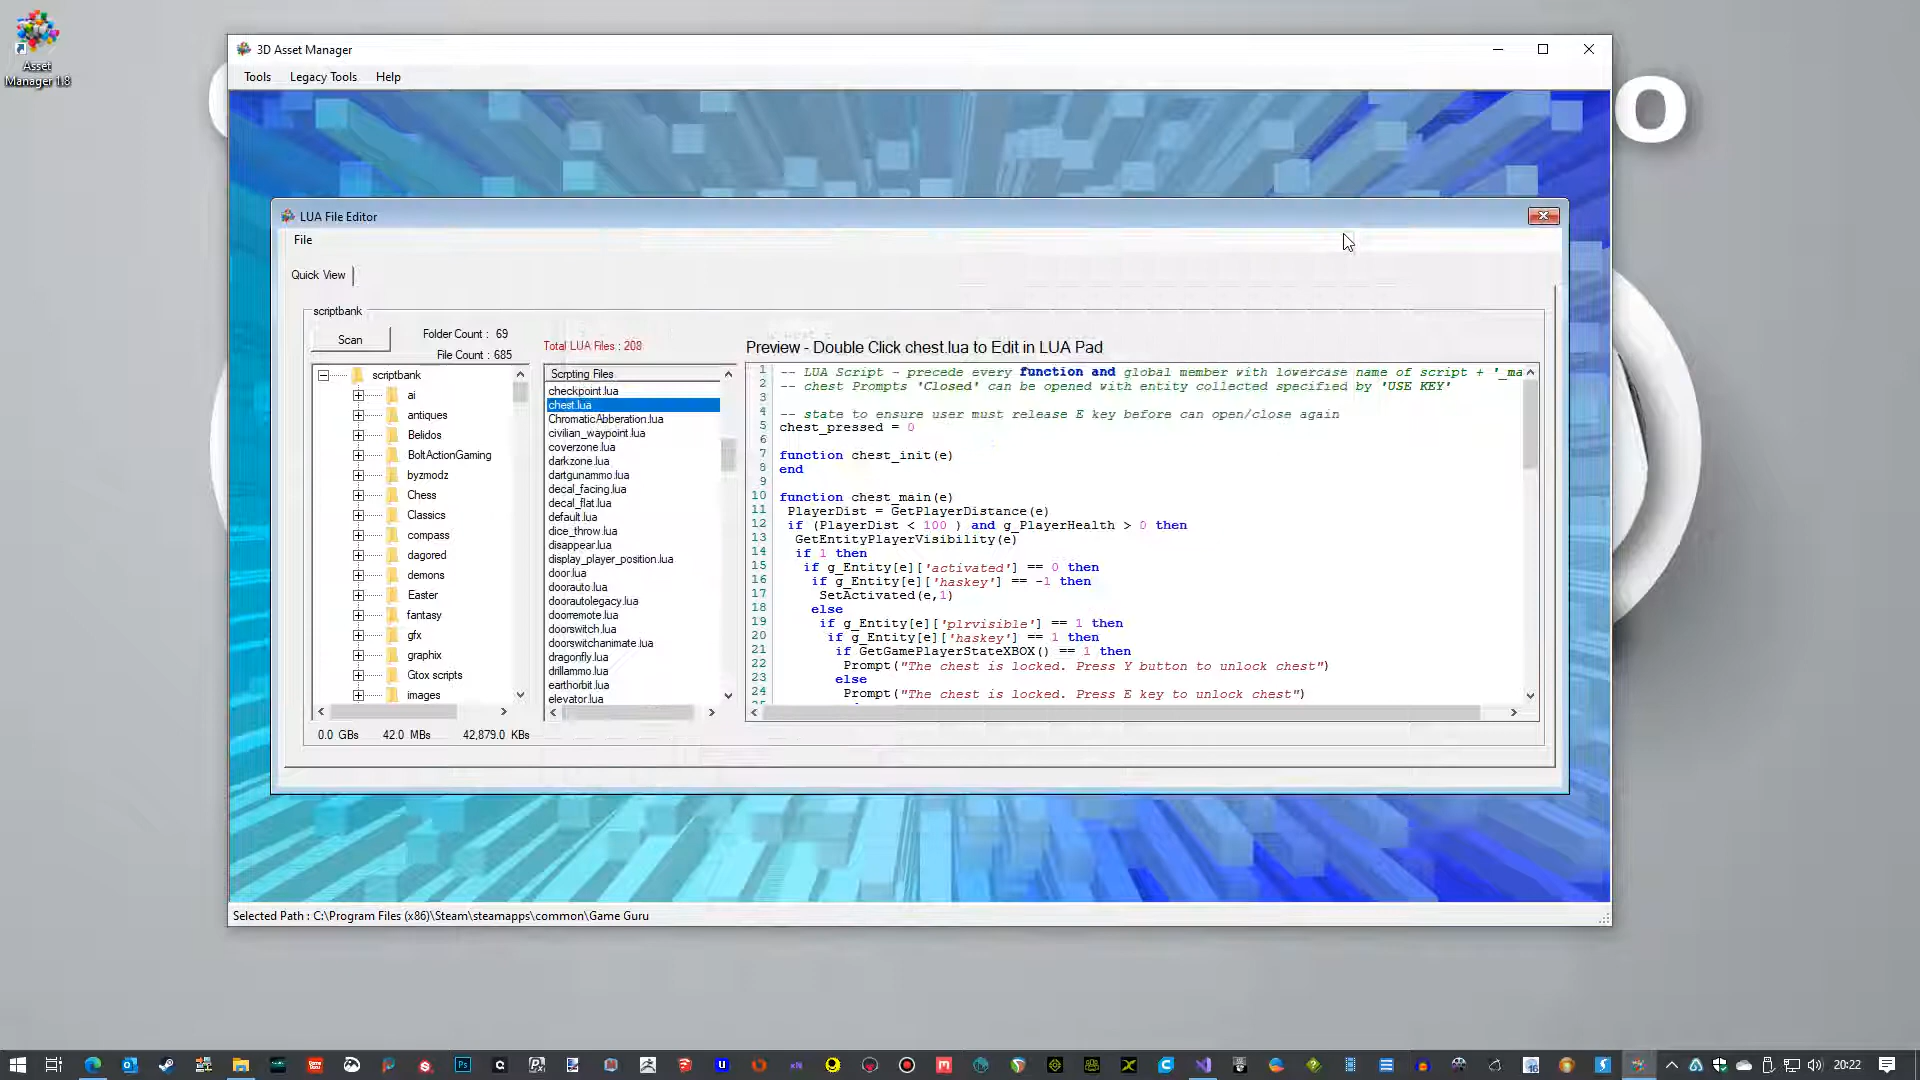 Asset
Manager 1.8
3D Asset Manager
Tools Legacy Tools Help
o
LUA File Editor
File
Quick View
scriptbank
Scan
Folder Count : 69
File Count : 685
scriptbank
ai
antiques
Belidos
BoltActionGaming
byzmodz
Chess
Classics
compass
dagored
demons
Easter
fantasy
gfx
graphix
Gtox scripts
images
0.0 GBs 42.0 MBs 42,879.0 KBs
Total LUA Files : 208
Scrpting Files
checkpoint.lua
chest.lua
ChromaticAbberation.lua
civilian_waypoint.lua
coverzone.lua
darkzone.lua
dartgunammo.lua
decal_facing.lua
decal_flat.lua
default.lua
dice_throw.lua
disappear.lua
display_player_position.lua
door.lua
doorauto.lua
doorautolegacy.lua
doorremote.lua
doorswitch.lua
doorswitchanimate.lua
dragonfly.lua
drillammo.lua
earthorbit.lua
elevator.lua
Preview - Double Click chest.lua to Edit in LUA Pad
1 -- LUA Script - precede every function and global member with lowercase name of script + '_ma
2 -- chest Prompts 'Closed' can be opened with entity collected specified by 'USE KEY'
3
4 -- state to ensure user must release E key before can open/close again
5 chest_pressed = 0
6
7 function chest_init(e)
8 end
9
10 function chest_main(e)
11 PlayerDist = GetPlayerDistance(e)
12 if (PlayerDist < 100 ) and g_PlayerHealth > 0 then
13 GetEntityPlayerVisibility(e)
14 if 1 then
15 if g_Entity[e]['activated'] == 0 then
16 if g_Entity[e]['haskey'] == -1 then
17 SetActivated(e,1)
18 else
19 if g_Entity[e]['plrvisible'] == 1 then
20 if g_Entity[e]['haskey'] == 1 then
21 if GetGamePlayerStateXBOX() == 1 then
22 Prompt("The chest is locked. Press Y button to unlock chest")
23 else
24 Prompt("The chest is locked. Press E key to unlock chest")
Selected Path : C:\Program Files (x86)\Steam\steamapps\common\Game Guru
20:22